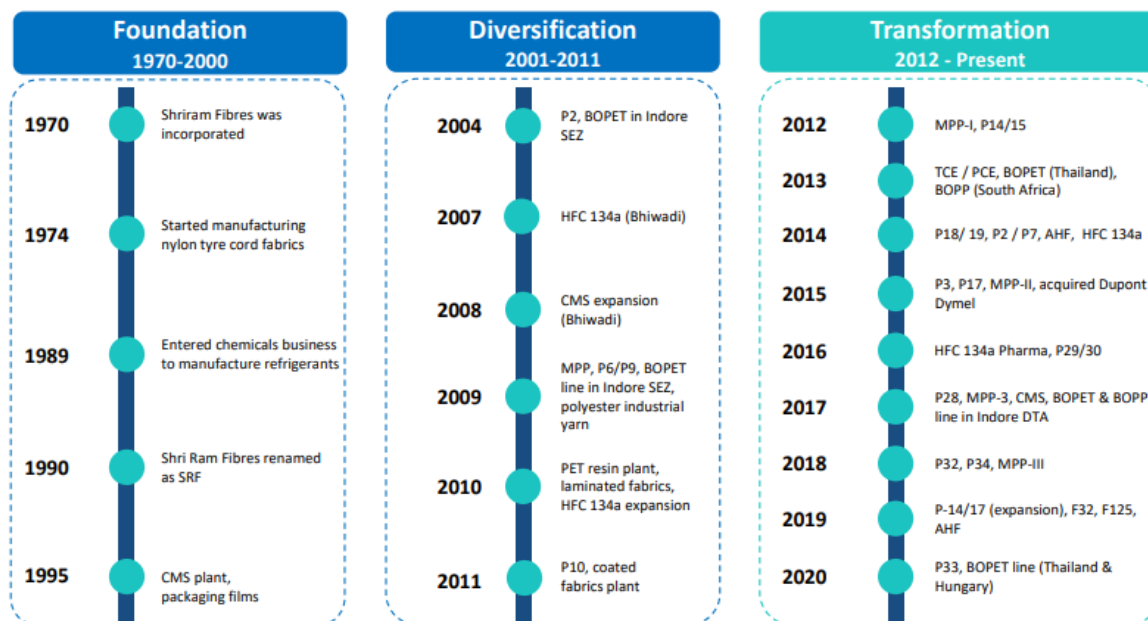 Foundation
1970-2000
1970
Shriram Fibres was
incorporated
1974
Started manufacturing
nylon tyre cord fabrics
1989
Entered chemicals business
to manufacture refrigerants
1990
Shri Ram Fibres renamed
as SRF
1995
CMS plant,
packaging films
Diversification
2001-2011
2004
P2, BOPET in Indore
SEZ
2007
HFC 134a (Bhiwadi)
2008
CMS expansion
(Bhiwadi)
2009
MPP, P6/P9, BOPET
line in Indore SEZ,
polyester industrial
yarn
2010
PET resin plant,
laminated fabrics,
HFC 134a expansion
2011
P10, coated
fabrics plant
Transformation
2012 - Present
2012
MPP-I, P14/15
2013
TCE / PCE, BOPET (Thailand),
BOPP (South Africa)
2014
P18/ 19, P2 / P7, AHF, HFC 134a
2015
P3, P17, MPP-II, acquired Dupont
Dymel
2016
HFC 134a Pharma, P29/30
2017
P28, MPP-3, CMS, BOPET & BOPP
line in Indore DTA
2018
P32, P34, MPP-III
2019
P-14/17 (expansion), F32, F125,
AHF
2020
P33, BOPET line (Thailand &
Hungary)